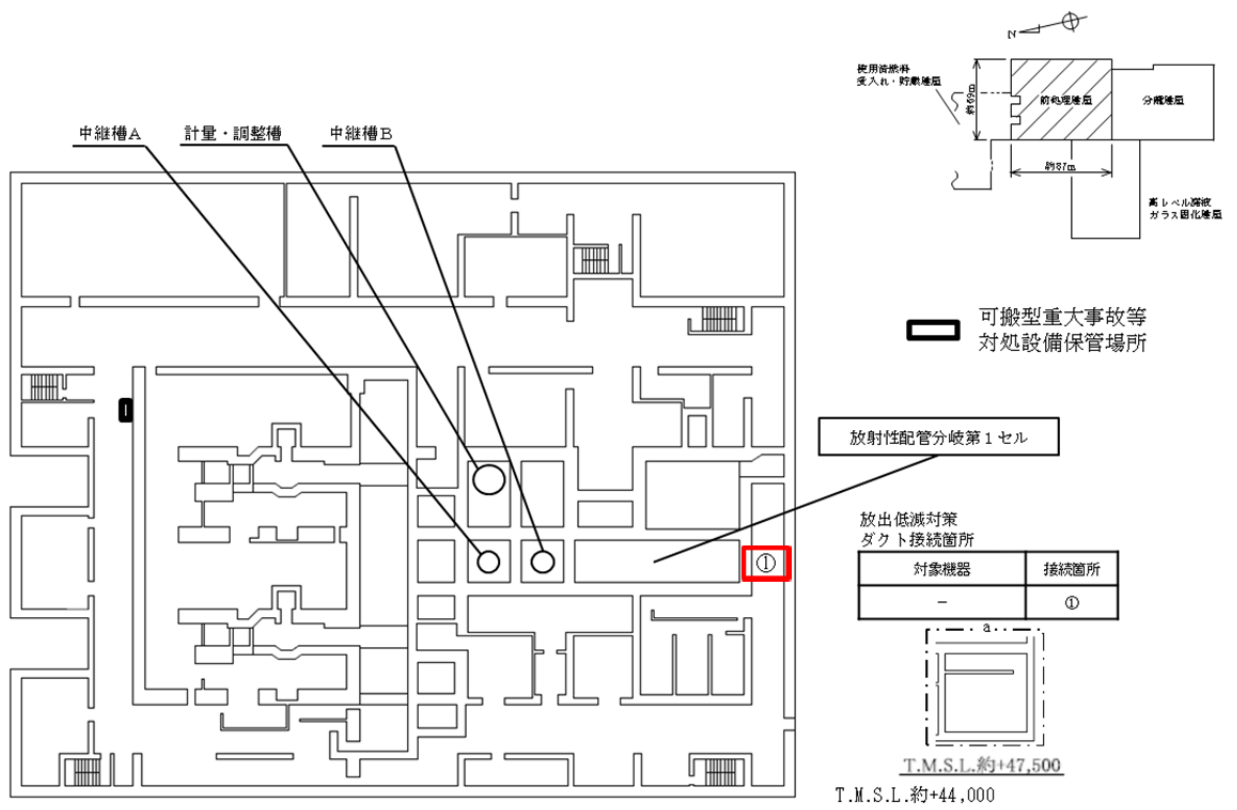 中継槽A
計量・調整槽
中継槽B
N
使用済燃料
受入れ・貯蔵建屋
約69m
前処理建屋
分離建屋
約87m
高レベル廃液
ガラス固化建屋
可搬型重大事故等
対処設備保管場所
放射性配管分岐第1セル
①
放出低減対策
ダクト接続箇所
対象機器 接続箇所
－ ①
a
T.M.S.L.約+47,500
T.M.S.L.約+44,000